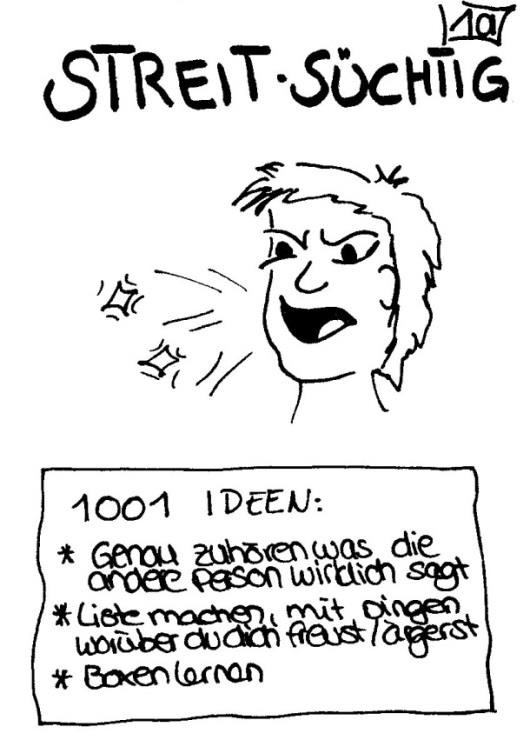 1a
STREIT·SÜCHTIG
1001 IDEEN:
* Genau zuhören was die
andere Person wirklich sagt
* Liste machen, mit Dingen
worüber du dich freust/ärgerst
* Boxen lernen